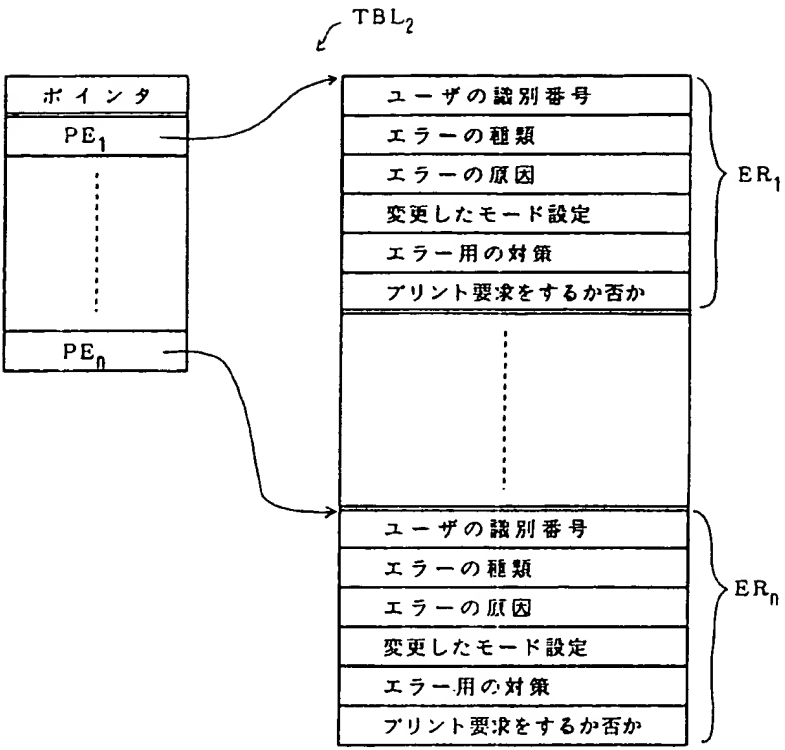 TBL₂
ポインタ
PE₁
PEₙ
ユーザの識別番号
エラーの種類
エラーの原因
変更したモード設定
エラー用の対策
プリント要求をするか否か
ER₁
ユーザの識別番号
エラーの種類
エラーの原因
変更したモード設定
エラー用の対策
プリント要求をするか否か
ERₙ